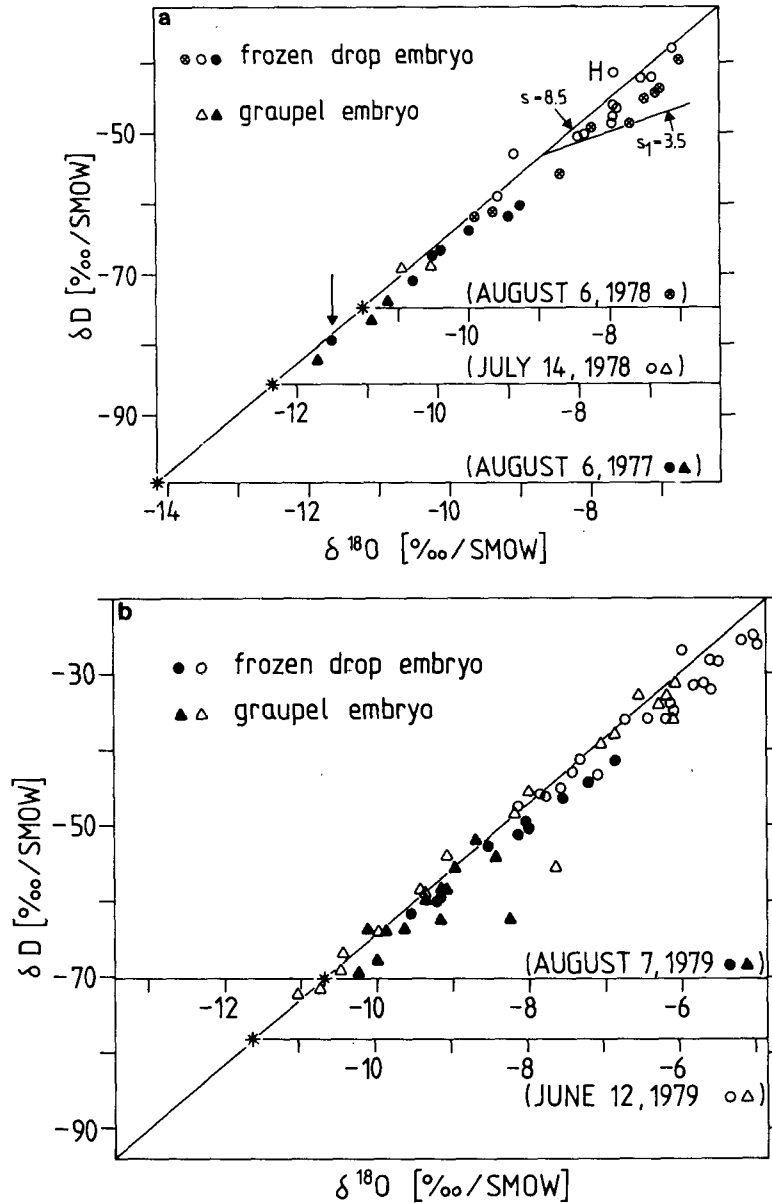 a
frozen drop embryo
graupel embryo
H
s=8.5
s₁=3.5
-50
-70
-90
δD [‰/SMOW]
(AUGUST 6, 1978 )
-10
-8
(JULY 14, 1978 )
-12
-10
-8
(AUGUST 6, 1977 )
-14
-12
-10
-8
δ ¹⁸O [‰/SMOW]
b
frozen drop embryo
graupel embryo
-30
-50
-70
-90
δD [‰/SMOW]
(AUGUST 7, 1979 )
-12
-10
-8
-6
-10
-8
-6
(JUNE 12, 1979 )
δ ¹⁸O [‰/SMOW]